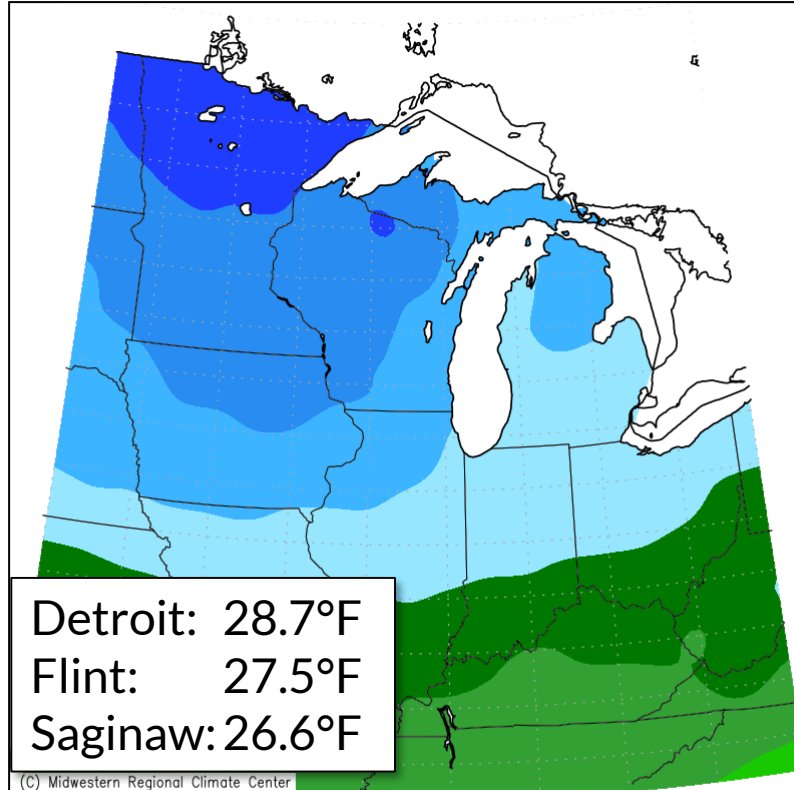 Detroit: 28.7°F
Flint: 27.5°F
Saginaw: 26.6°F
(C) Midwestern Regional Climate Center